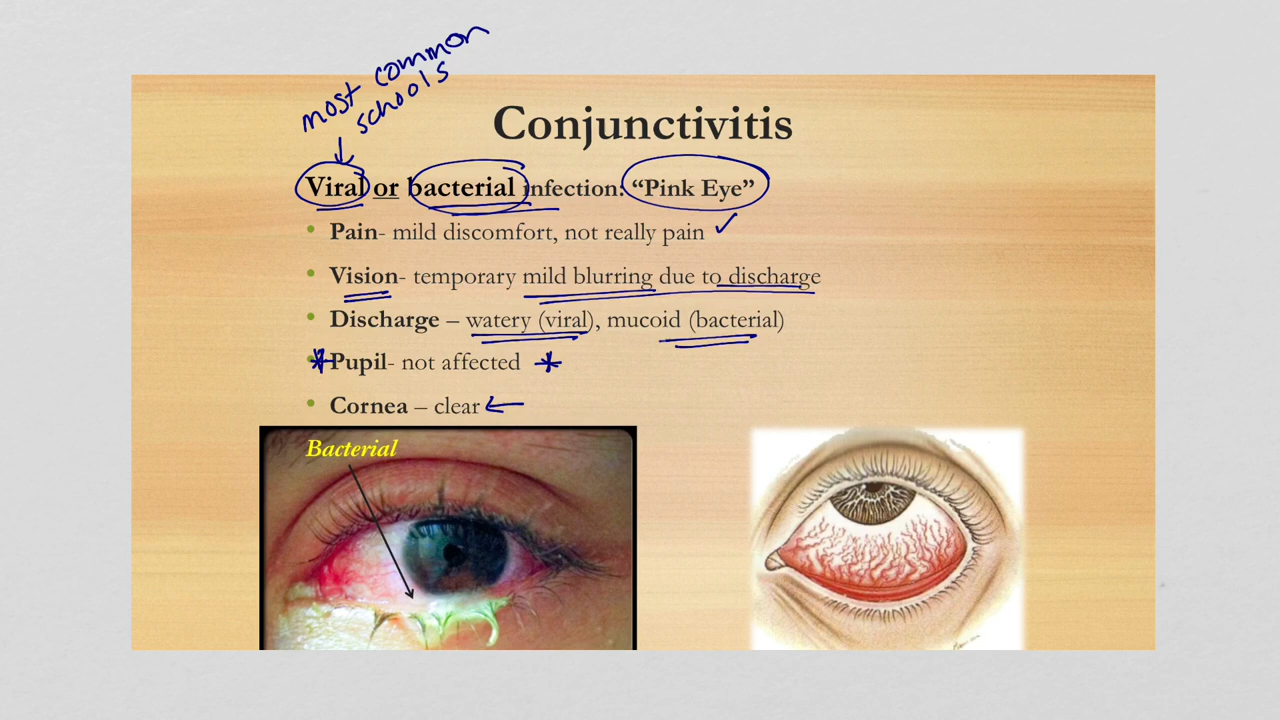 most common
schools
Conjunctivitis
Viral or bacterial infection: “Pink Eye”
• Pain- mild discomfort, not really pain
• Vision- temporary mild blurring due to discharge
• Discharge – watery (viral), mucoid (bacterial)
• Pupil- not affected
• Cornea – clear
Bacterial